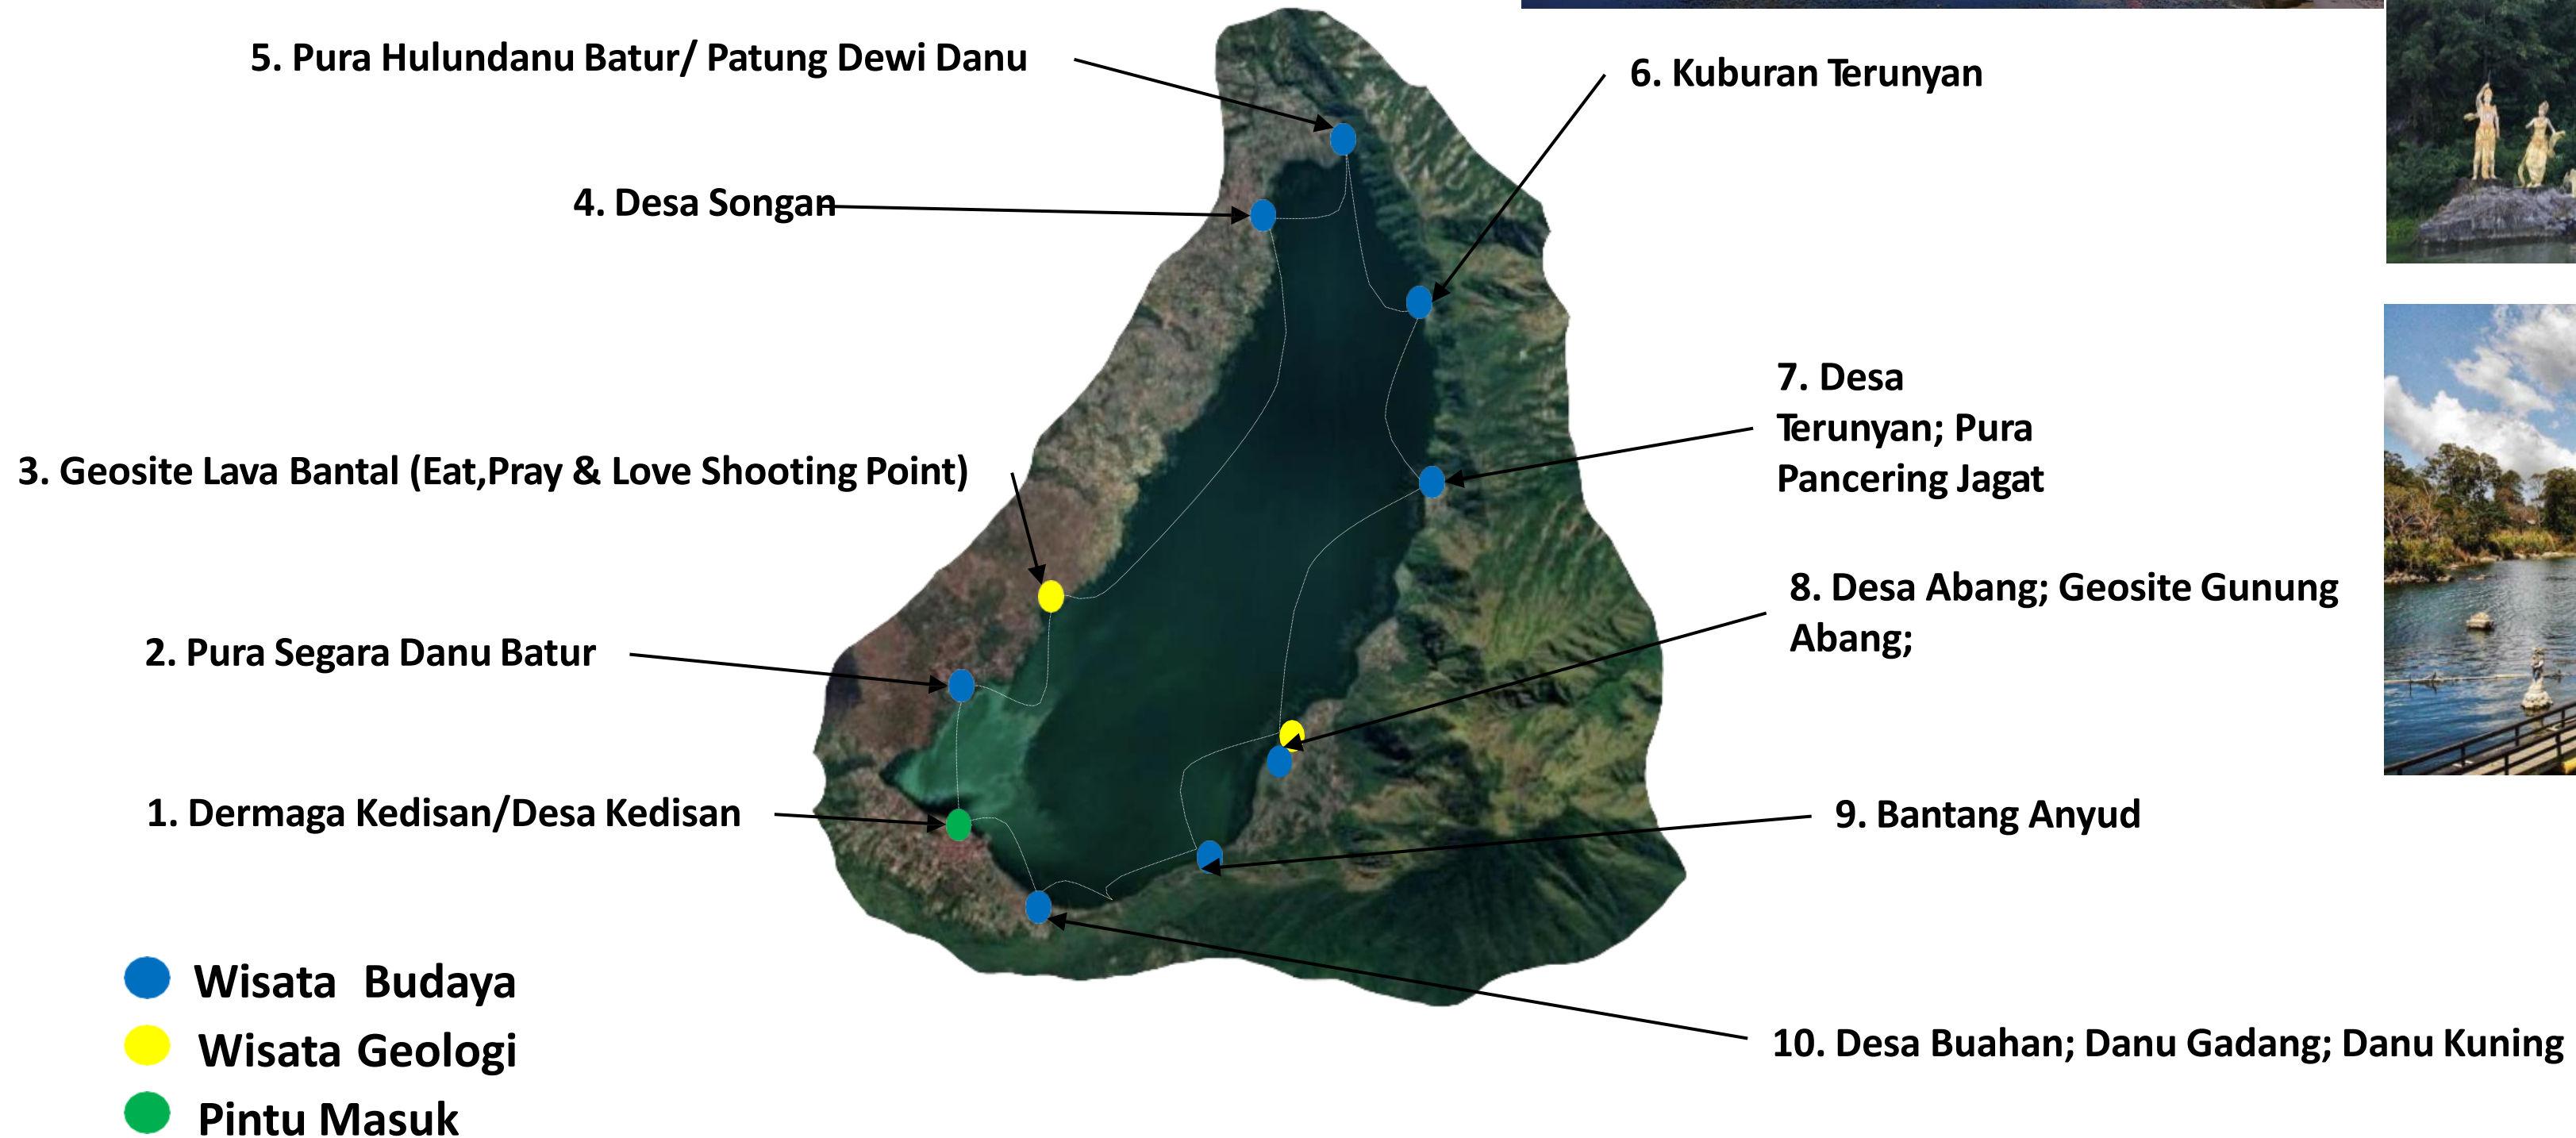 5. Pura Hulundanu Batur/ Patung Dewi Danu
6. Kuburan Terunyan
4. Desa Songan
7. Desa
Terunyan; Pura
Pancering Jagat
3. Geosite Lava Bantal (Eat,Pray & Love Shooting Point)
8. Desa Abang; Geosite Gunung
Abang;
2. Pura Segara Danu Batur
1. Dermaga Kedisan/Desa Kedisan
9. Bantang Anyud
10. Desa Buahan; Danu Gadang; Danu Kuning
Wisata Budaya
Wisata Geologi
Pintu Masuk